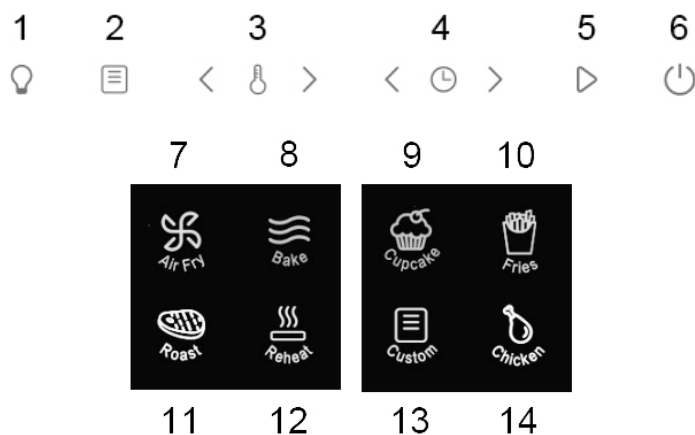 1 2 3 4 5 6
7 8 9 10
Air Fry Bake Cupcake Fries
Roast Reheat Custom Chicken
11 12 13 14